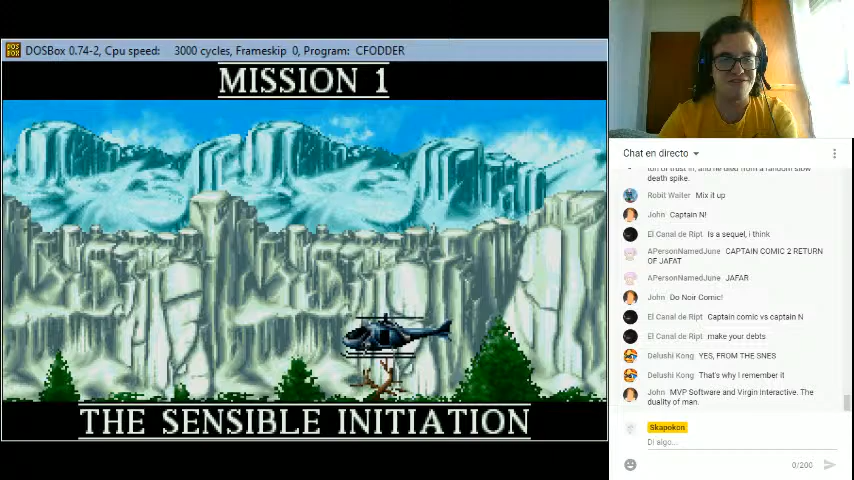 DOSBox 0.74-2, Cpu speed: 3000 cycles, Frameskip 0, Program: CFODDER
MISSION 1
THE SENSIBLE INITIATION
Chat en directo
death spike.
Robit Waller Mix it up
John Captain N!
El Canal de Ript Is a sequel, i think
APersonNamedJune CAPTAIN COMIC 2 RETURN
OF JAFAT
APersonNamedJune JAFAR
John Do Noir Comic!
El Canal de Ript Captain comic vs captain N
El Canal de Ript make your debts
Delushi Kong YES, FROM THE SNES
Delushi Kong That's why I remember it
John MVP Software and Virgin Interactive. The
duality of man.
Skapokon
Di algo...
0/200